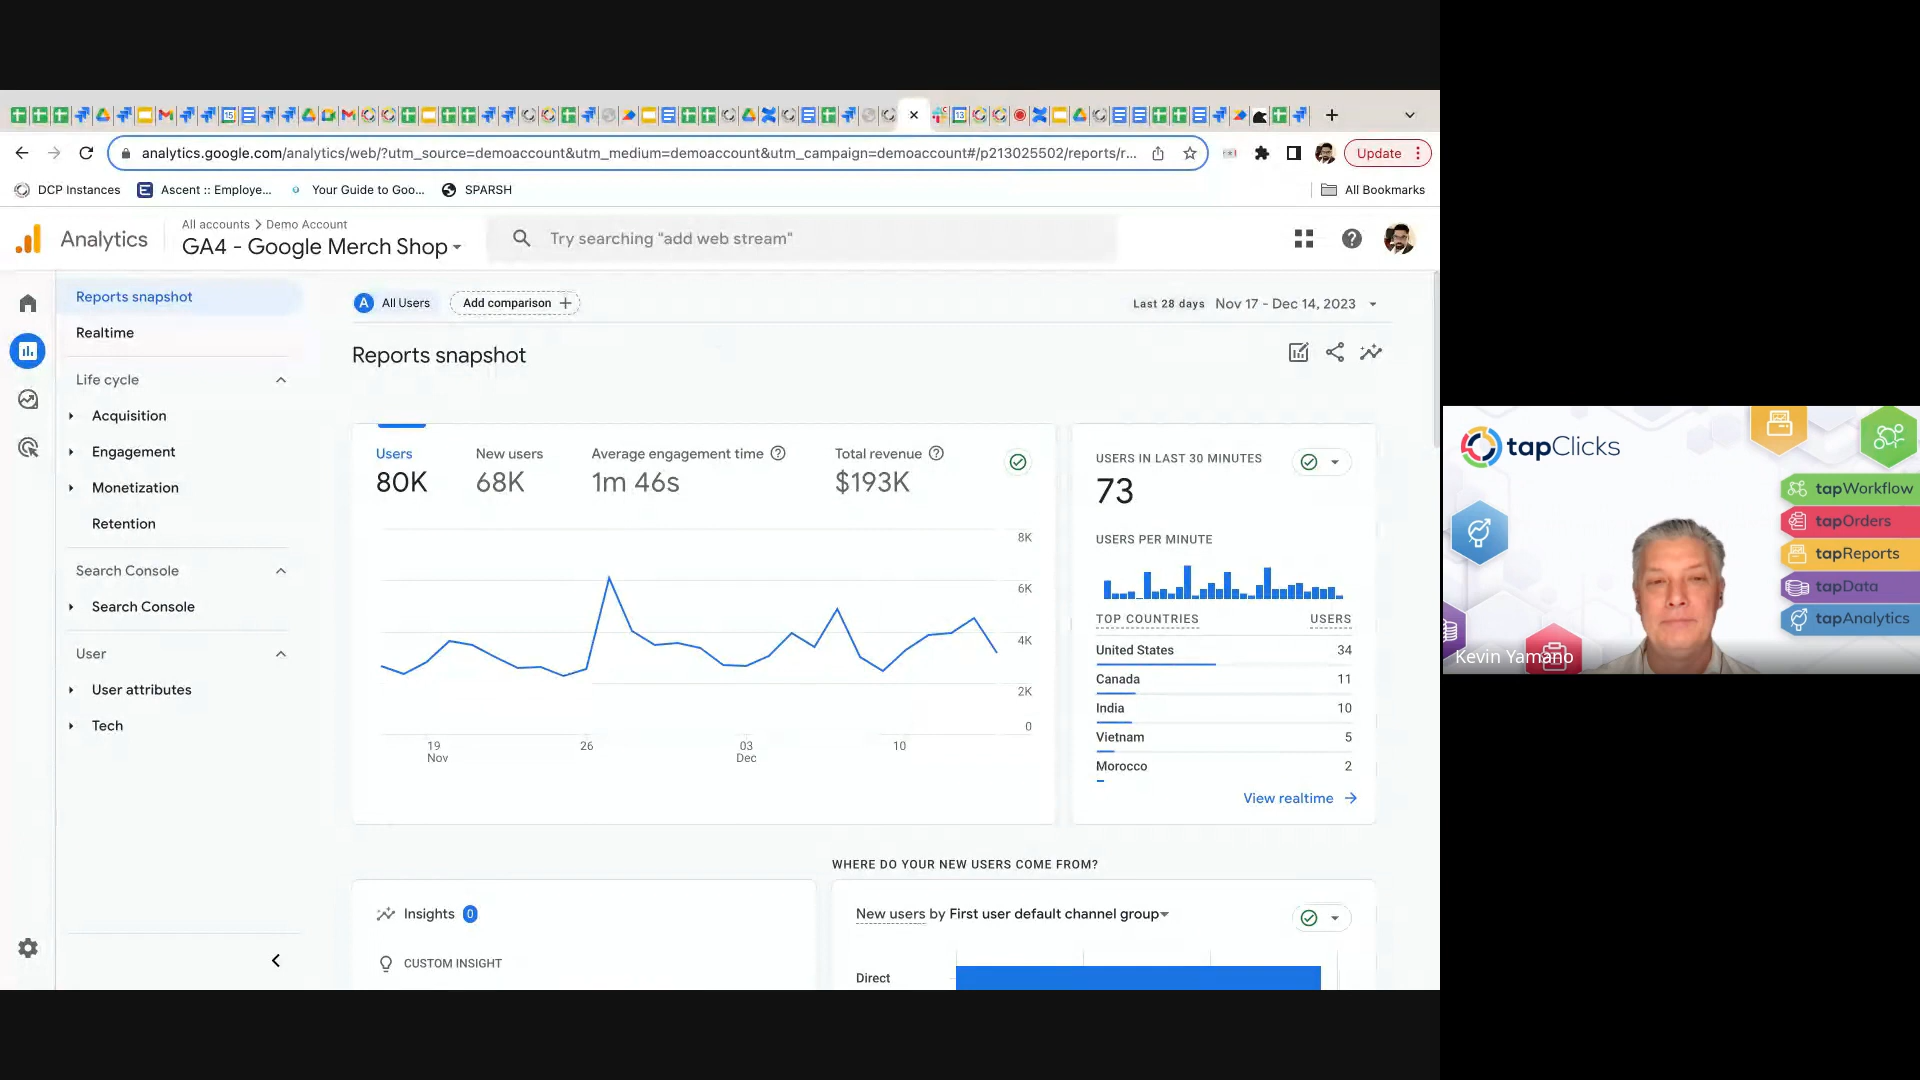 analytics.google.com/analytics/web/?utm_source=demoaccount&utm_medium=demoaccount&utm_campaign=demoaccount#/p213025502/reports/r...
Update
DCP Instances
Ascent :: Employe...
Your Guide to Goo...
SPARSH
All Bookmarks
Analytics
All accounts > Demo Account
GA4 - Google Merch Shop
Try searching "add web stream"
Reports snapshot
Realtime
Life cycle
Acquisition
Engagement
Monetization
Retention
Search Console
Search Console
User
User attributes
Tech
A All Users
Add comparison +
Last 28 days Nov 17 - Dec 14, 2023
Reports snapshot
Users
80K
New users
68K
Average engagement time
1m 46s
Total revenue
$193K
8K
6K
4K
2K
0
19
Nov
26
03
Dec
10
USERS IN LAST 30 MINUTES
73
USERS PER MINUTE
TOP COUNTRIES USERS
United States 34
Canada 11
India 10
Vietnam 5
Morocco 2
View realtime
WHERE DO YOUR NEW USERS COME FROM?
Insights 0
CUSTOM INSIGHT
New users by First user default channel group
Direct
tapClicks
tapWorkflow
tapOrders
tapReports
tapData
tapAnalytics
Kevin Yamano